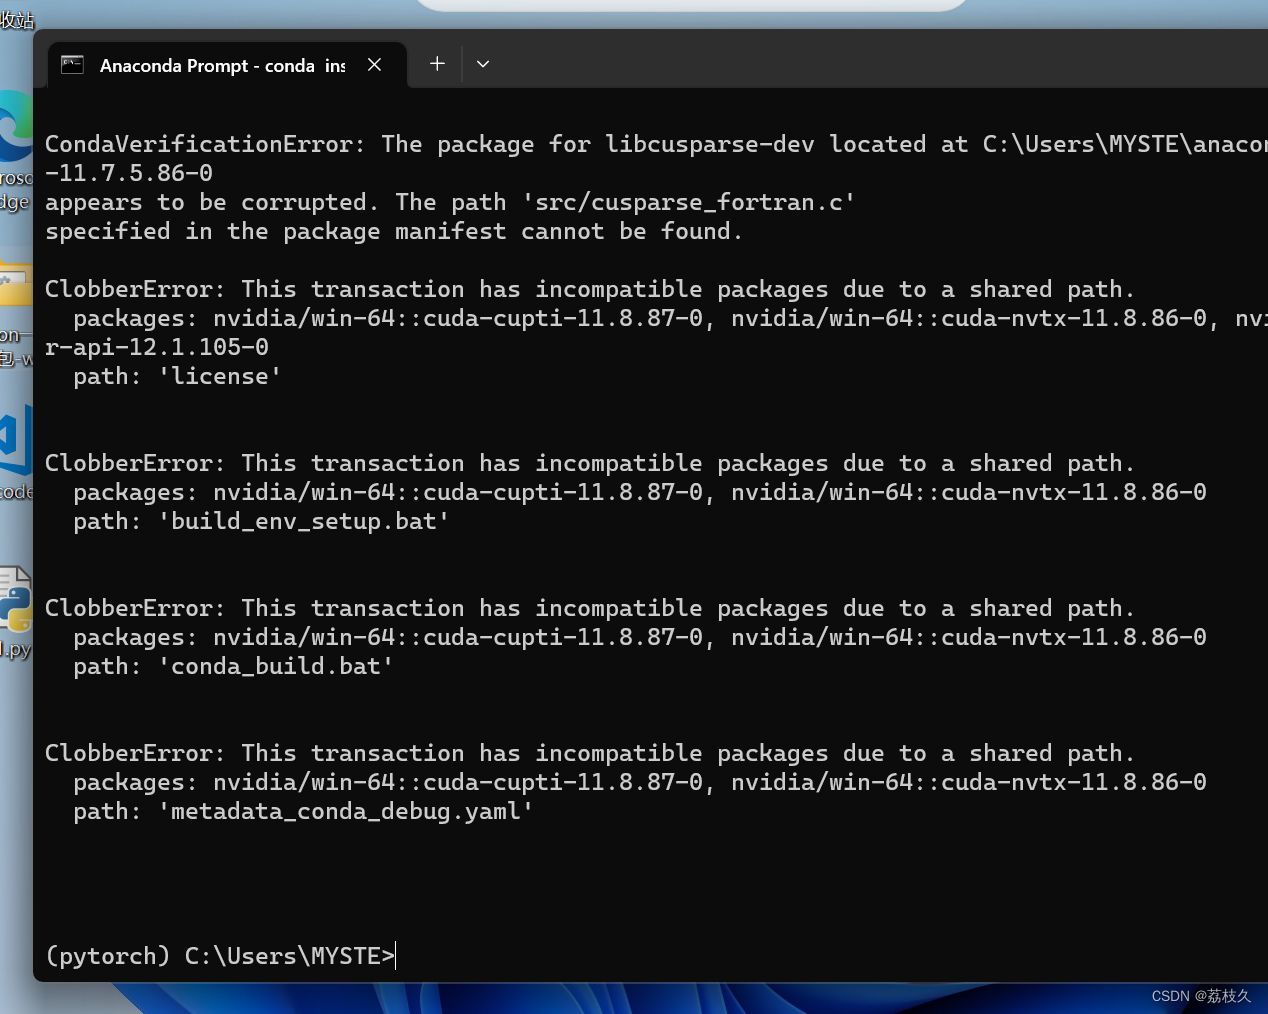 收站
Anaconda Prompt - conda ins
CondaVerificationError: The package for libcusparse-dev located at C:\Users\MYSTE\anacon
-11.7.5.86-0
appears to be corrupted. The path 'src/cusparse_fortran.c'
specified in the package manifest cannot be found.
ClobberError: This transaction has incompatible packages due to a shared path.
packages: nvidia/win-64::cuda-cupti-11.8.87-0, nvidia/win-64::cuda-nvtx-11.8.86-0, nvi
r-api-12.1.105-0
path: 'license'
ClobberError: This transaction has incompatible packages due to a shared path.
packages: nvidia/win-64::cuda-cupti-11.8.87-0, nvidia/win-64::cuda-nvtx-11.8.86-0
path: 'build_env_setup.bat'
ClobberError: This transaction has incompatible packages due to a shared path.
packages: nvidia/win-64::cuda-cupti-11.8.87-0, nvidia/win-64::cuda-nvtx-11.8.86-0
path: 'conda_build.bat'
ClobberError: This transaction has incompatible packages due to a shared path.
packages: nvidia/win-64::cuda-cupti-11.8.87-0, nvidia/win-64::cuda-nvtx-11.8.86-0
path: 'metadata_conda_debug.yaml'
(pytorch) C:\Users\MYSTE>
rosc
dge
on一
包-w
code
l.py
CSDN @荔枝久